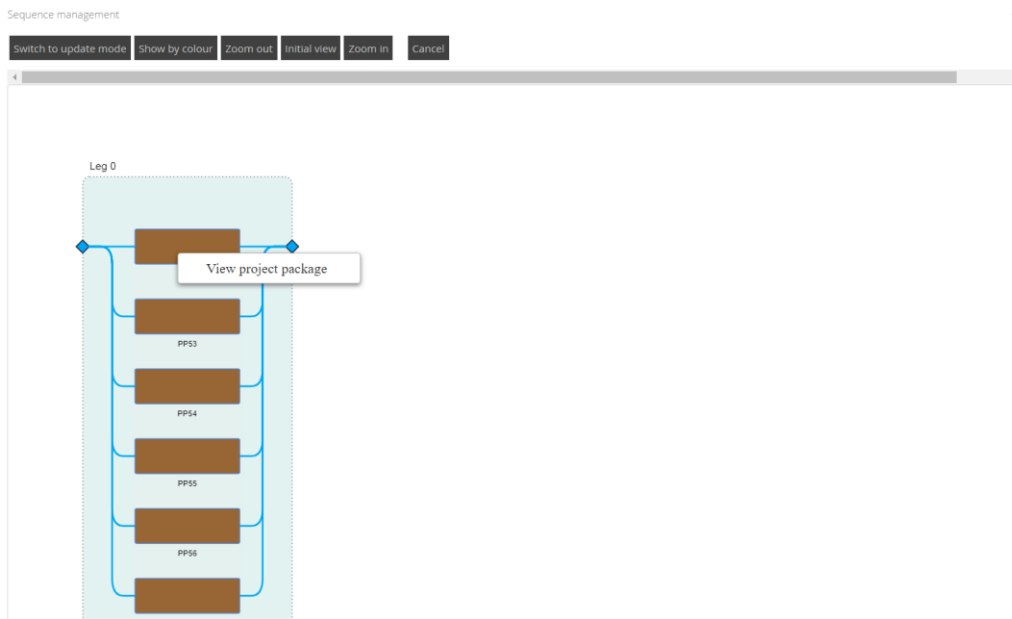 Sequence management
Switch to update mode Show by colour Zoom out Initial view Zoom in Cancel
Leg 0
View project package
PP53
PP54
PP55
PP56